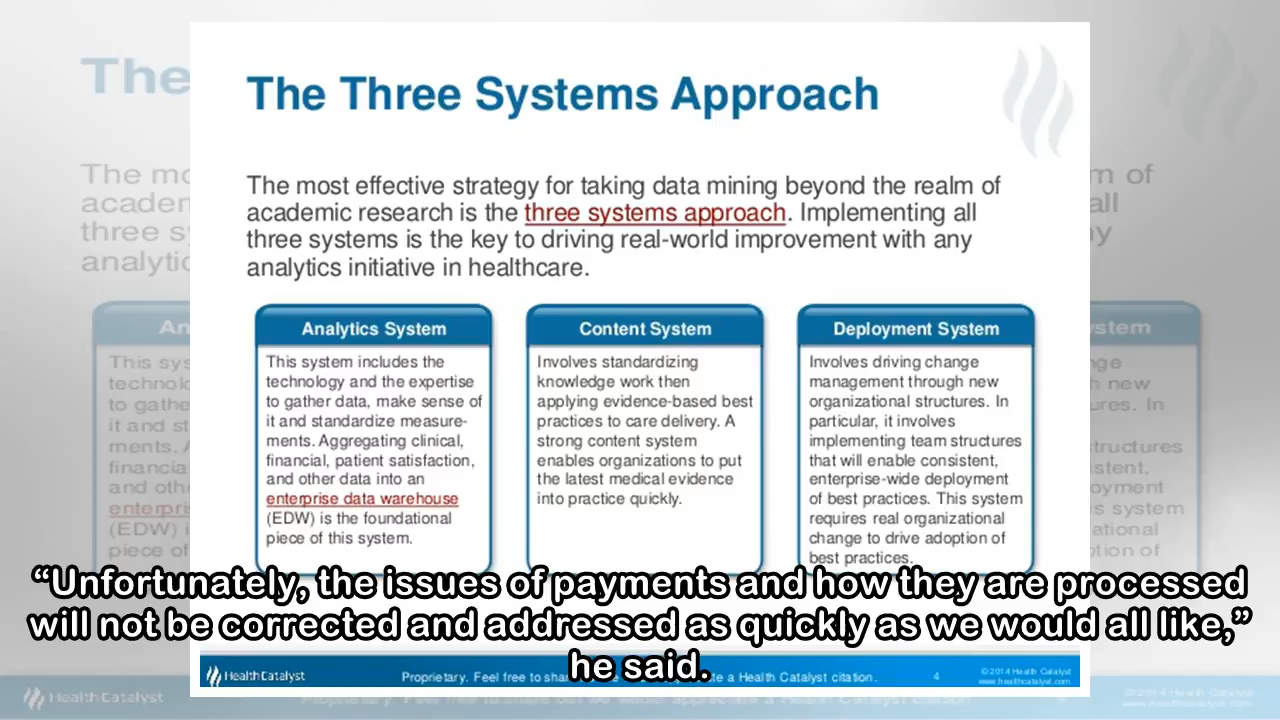 The Three Systems Approach
The most effective strategy for taking data mining beyond the realm of
academic research is the three systems approach. Implementing all
three systems is the key to driving real-world improvement with any
analytics initiative in healthcare.
Analytics System
This system includes the
technology and the expertise
to gather data, make sense of
it and standardize measure-
ments. Aggregating clinical,
financial, patient satisfaction,
and other data into an
enterprise data warehouse
(EDW) is the foundational
piece of this system.
Content System
Involves standardizing
knowledge work then
applying evidence-based best
practices to care delivery. A
strong content system
enables organizations to put
the latest medical evidence
into practice quickly.
Deployment System
Involves driving change
management through new
organizational structures. In
particular, it involves
implementing team structures
that will enable consistent,
enterprise-wide deployment
of best practices. This system
requires real organizational
change to drive adoption of
best practices.
“Unfortunately, the issues of payments and how they are processed
will not be corrected and addressed as quickly as we would all like,”
he said.
HealthCatalyst
Proprietary. Feel free to shar a Health Catalyst citation.
4
© 2014 Health Catalyst
www.healthcatalyst.com